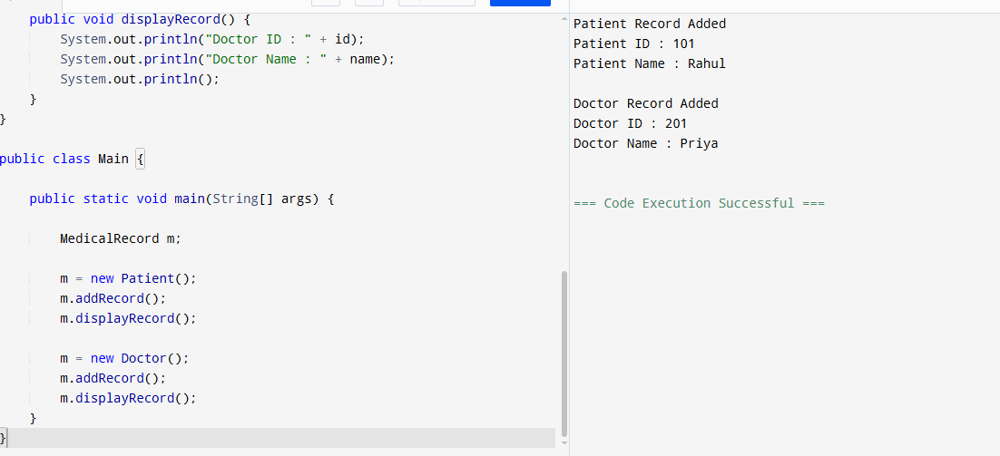 public void displayRecord() {
        System.out.println("Doctor ID : " + id);
        System.out.println("Doctor Name : " + name);
        System.out.println();
    }
}

public class Main {

    public static void main(String[] args) {

        MedicalRecord m;

        m = new Patient();
        m.addRecord();
        m.displayRecord();

        m = new Doctor();
        m.addRecord();
        m.displayRecord();
    }
}

Patient Record Added
Patient ID : 101
Patient Name : Rahul

Doctor Record Added
Doctor ID : 201
Doctor Name : Priya

=== Code Execution Successful ===